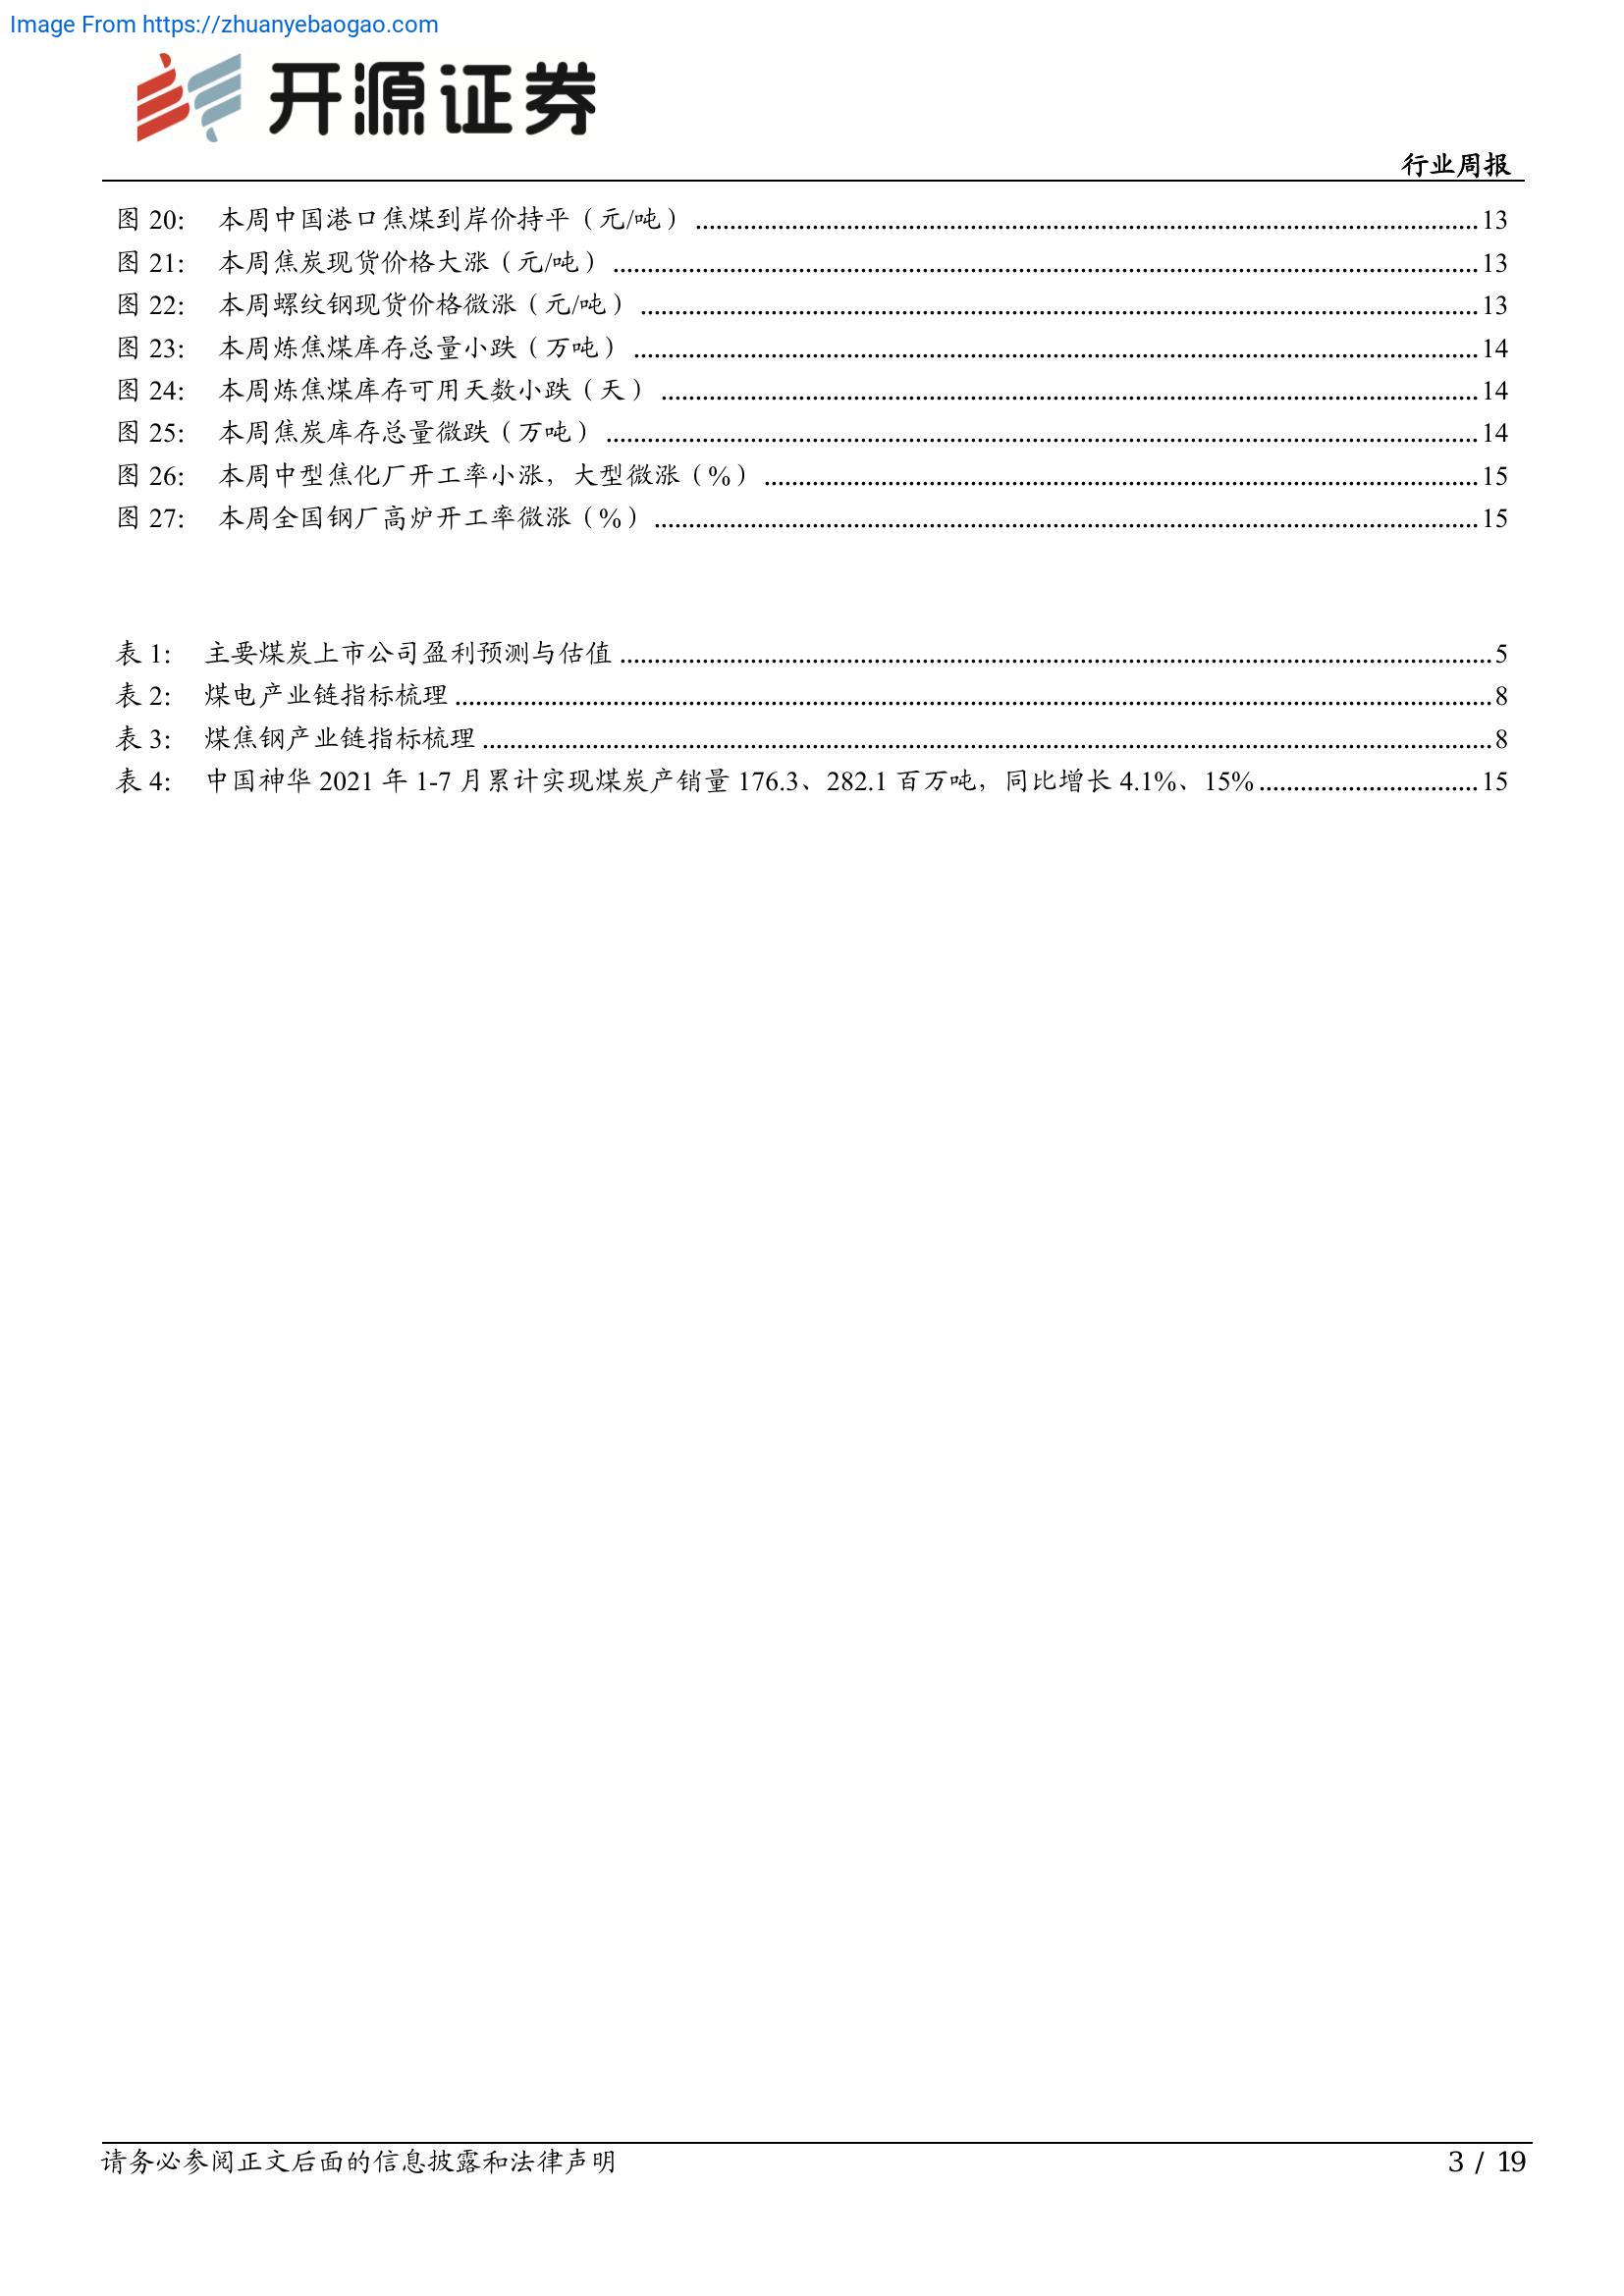 Image From https://zhuanyebaogao.com
开源证券
行业周报
图 20： 本周中国港口焦煤到岸价持平（元/吨） ........................................ 13
图 21： 本周焦炭现货价格大涨（元/吨） ........................................ 13
图 22： 本周螺纹钢现货价格微涨（元/吨） ........................................ 13
图 23： 本周炼焦煤库存总量小跌（万吨） ........................................ 14
图 24： 本周炼焦煤库存可用天数小跌（天） ........................................ 14
图 25： 本周焦炭库存总量微跌（万吨） ........................................ 14
图 26： 本周中型焦化厂开工率小涨，大型微涨（%） ........................................ 15
图 27： 本周全国钢厂高炉开工率微涨（%） ........................................ 15
表 1： 主要煤炭上市公司盈利预测与估值 ........................................ 5
表 2： 煤电产业链指标梳理 ........................................ 8
表 3： 煤焦钢产业链指标梳理 ........................................ 8
表 4： 中国神华 2021 年 1-7 月累计实现煤炭产销量 176.3、282.1 百万吨，同比增长 4.1%、15% ........................................ 15
请务必参阅正文后面的信息披露和法律声明
3 / 19